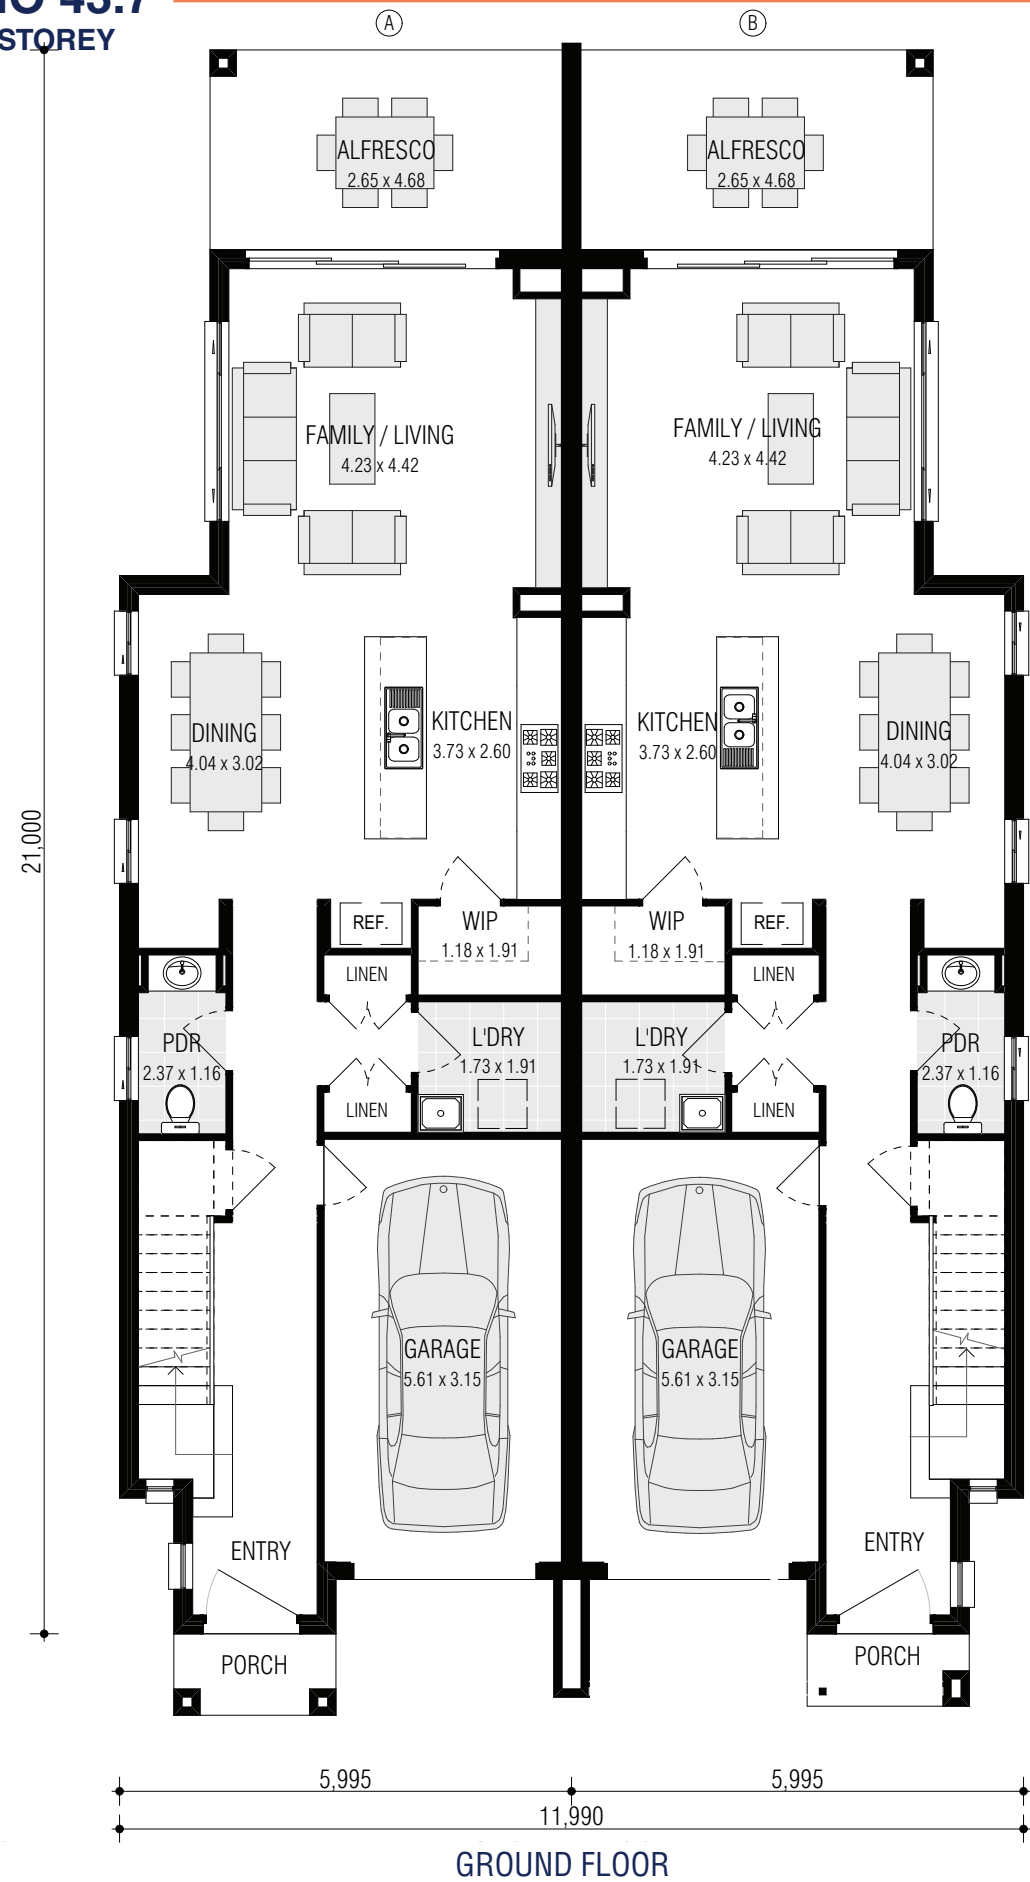 43.7
STOREY
A
B
ALFRESCO
2.65 x 4.68
ALFRESCO
2.65 x 4.68
FAMILY / LIVING
4.23 x 4.42
FAMILY / LIVING
4.23 x 4.42
DINING
4.04 x 3.02
KITCHEN
3.73 x 2.60
KITCHEN
3.73 x 2.60
DINING
4.04 x 3.02
21,000
REF.
WIP
1.18 x 1.91
WIP
1.18 x 1.91
REF.
LINEN
LINEN
PDR
2.37 x 1.16
L'DRY
1.73 x 1.91
L'DRY
1.73 x 1.91
PDR
2.37 x 1.16
LINEN
LINEN
GARAGE
5.61 x 3.15
GARAGE
5.61 x 3.15
ENTRY
ENTRY
PORCH
PORCH
5,995
5,995
11,990
GROUND FLOOR